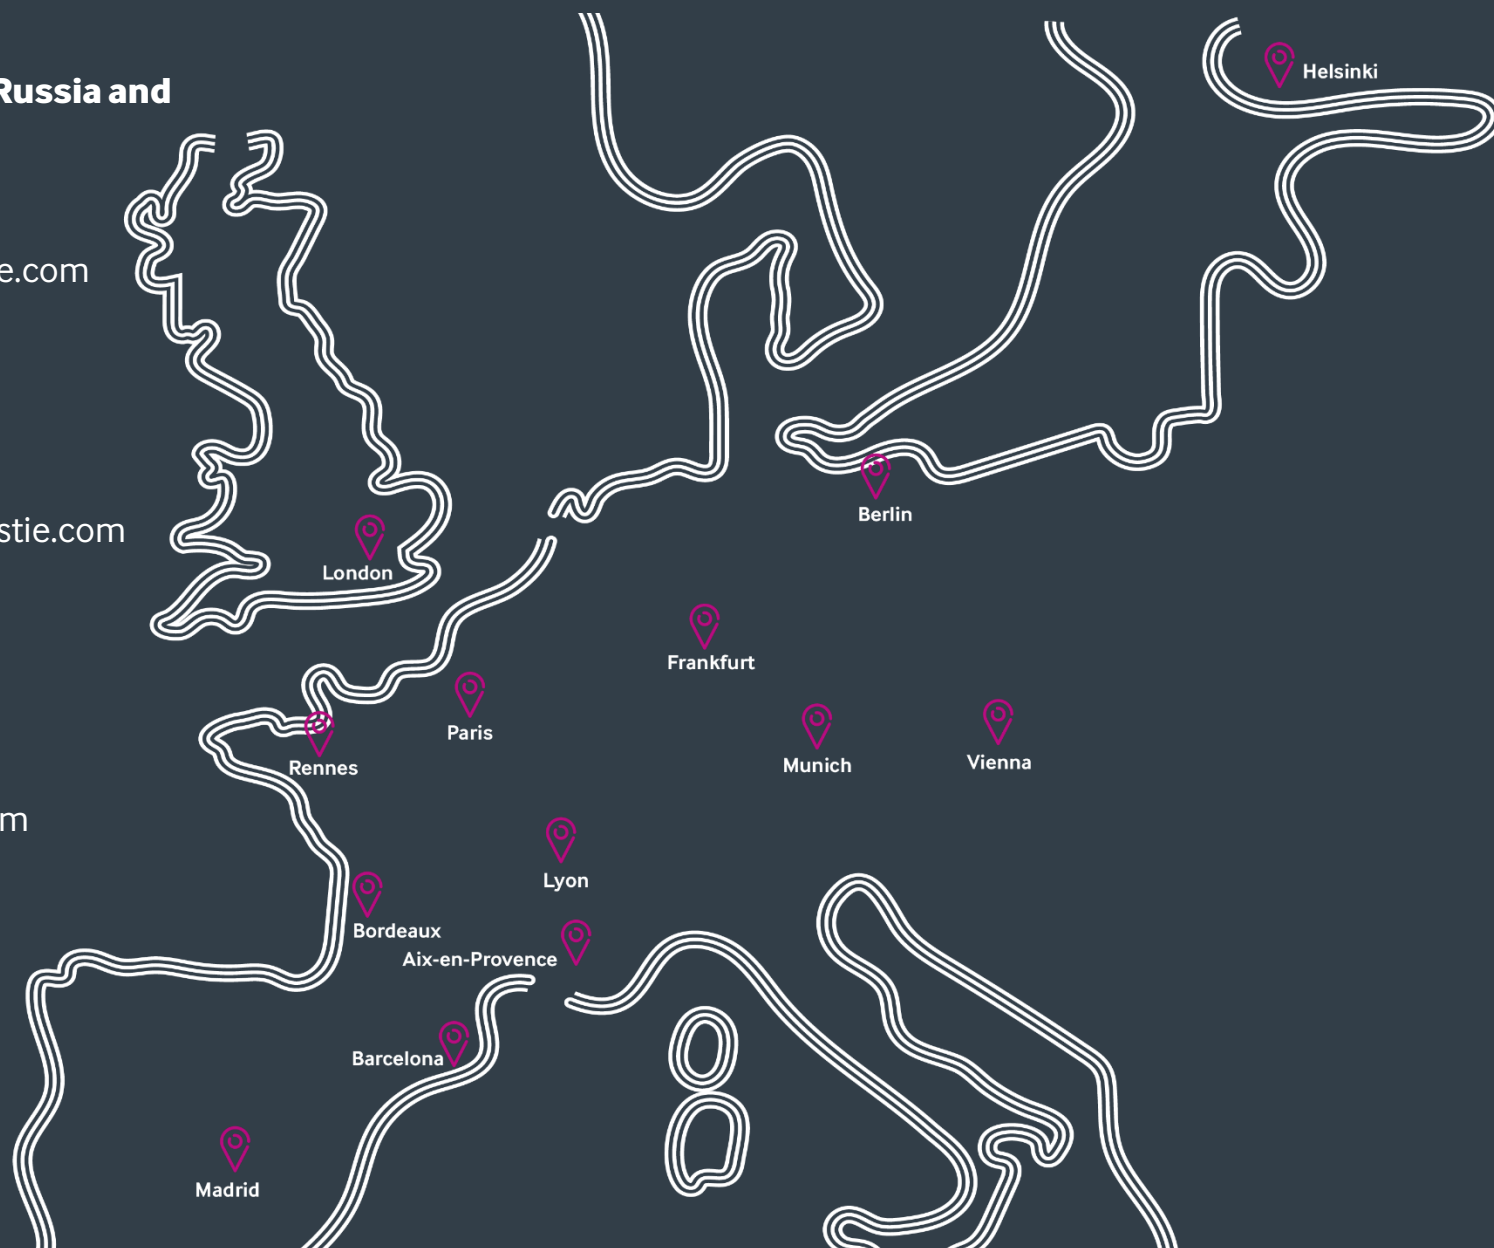 Russia and
e.com
stie.com
m
Helsinki
Berlin
London
Frankfurt
Paris
Munich
Vienna
Rennes
Lyon
Bordeaux
Aix-en-Provence
Barcelona
Madrid